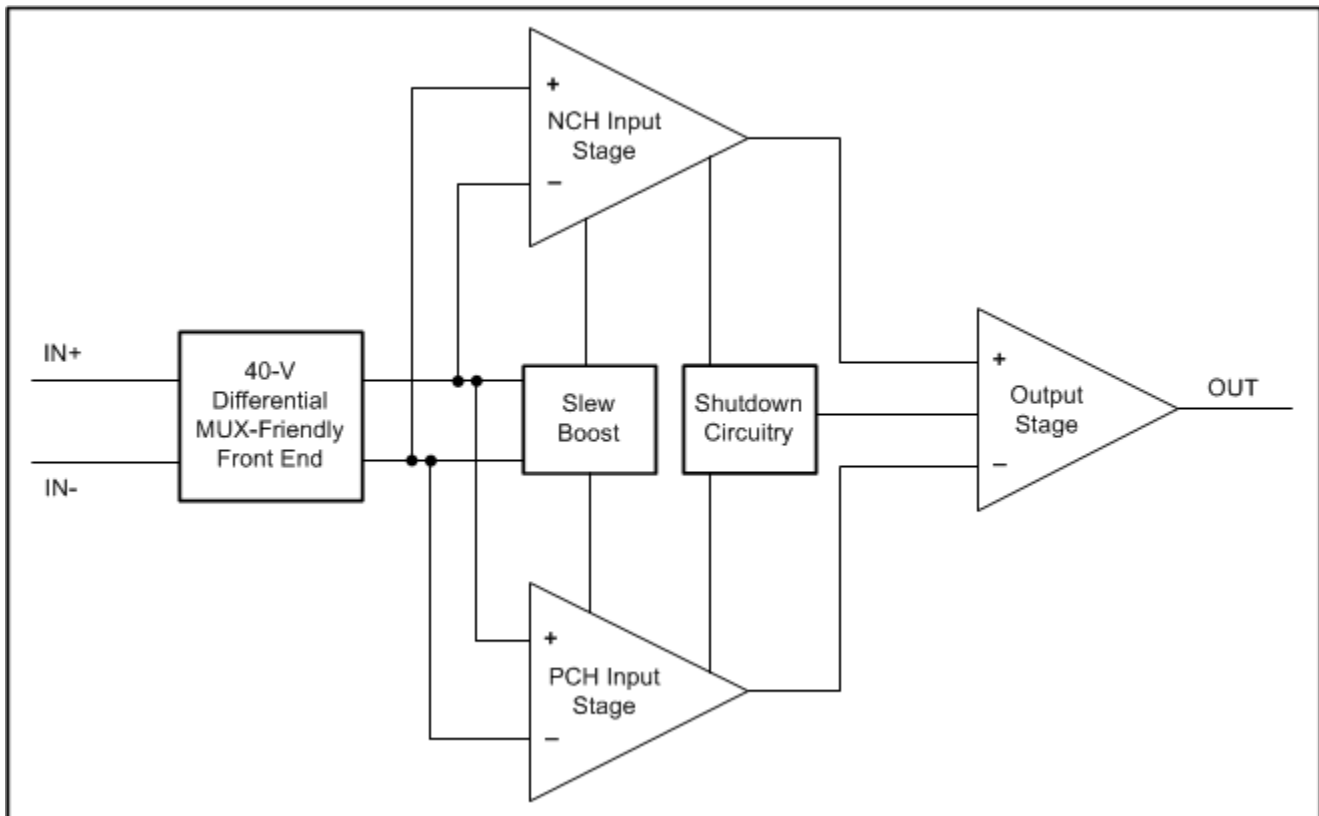 +
NCH Input
Stage
–
IN+
40-V
Differential
MUX-Friendly
Front End
IN-
Slew
Boost
Shutdown
Circuitry
+
Output
Stage
–
OUT
+
PCH Input
Stage
–